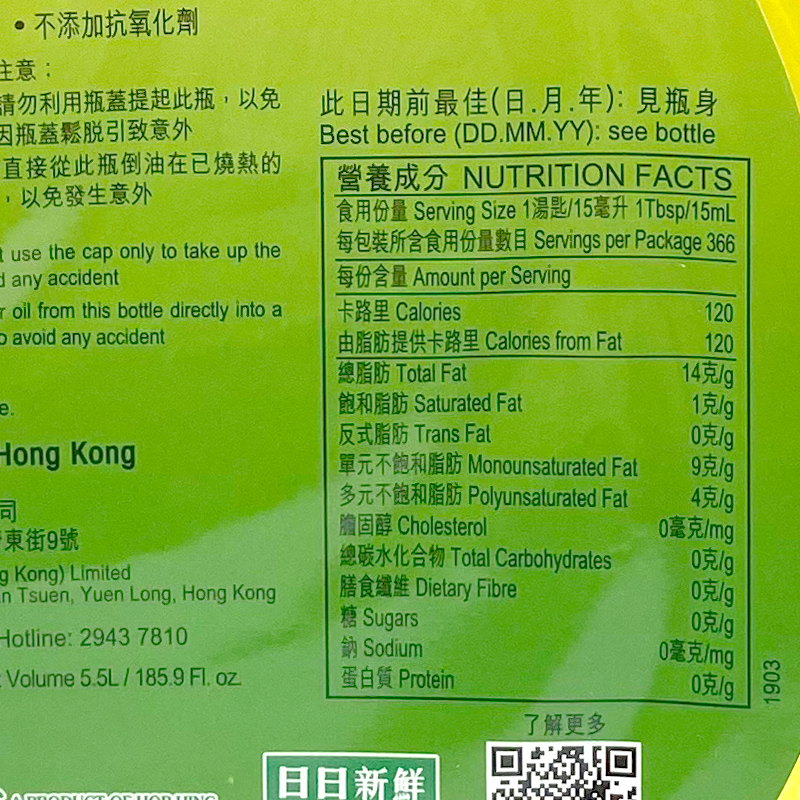 • 不添加抗氧化劑
注意：
請勿利用瓶蓋提起此瓶，以免
因瓶蓋鬆脱引致意外
直接從此瓶倒油在已燒熱的
，以免發生意外
t use the cap only to take up the
d any accident
r oil from this bottle directly into a
o avoid any accident
e.
Hong Kong
司
東街9號
g Kong) Limited
n Tsuen, Yuen Long, Hong Kong
Hotline: 2943 7810
t Volume 5.5L / 185.9 Fl. oz.
此日期前最佳(日.月.年): 見瓶身
Best before (DD.MM.YY): see bottle
營養成分 NUTRITION FACTS
食用份量 Serving Size 1湯匙/15毫升 1Tbsp/15mL
每包裝所含食用份量數目 Servings per Package 366
每份含量 Amount per Serving
卡路里 Calories 120
由脂肪提供卡路里 Calories from Fat 120
總脂肪 Total Fat 14克/g
飽和脂肪 Saturated Fat 1克/g
反式脂肪 Trans Fat 0克/g
單元不飽和脂肪 Monounsaturated Fat 9克/g
多元不飽和脂肪 Polyunsaturated Fat 4克/g
膽固醇 Cholesterol 0毫克/mg
總碳水化合物 Total Carbohydrates 0克/g
膳食纖維 Dietary Fibre 0克/g
糖 Sugars 0克/g
鈉 Sodium 0毫克/mg
蛋白質 Protein 0克/g
1903
了解更多
日日新鮮
A PRODUCT OF HOP HING